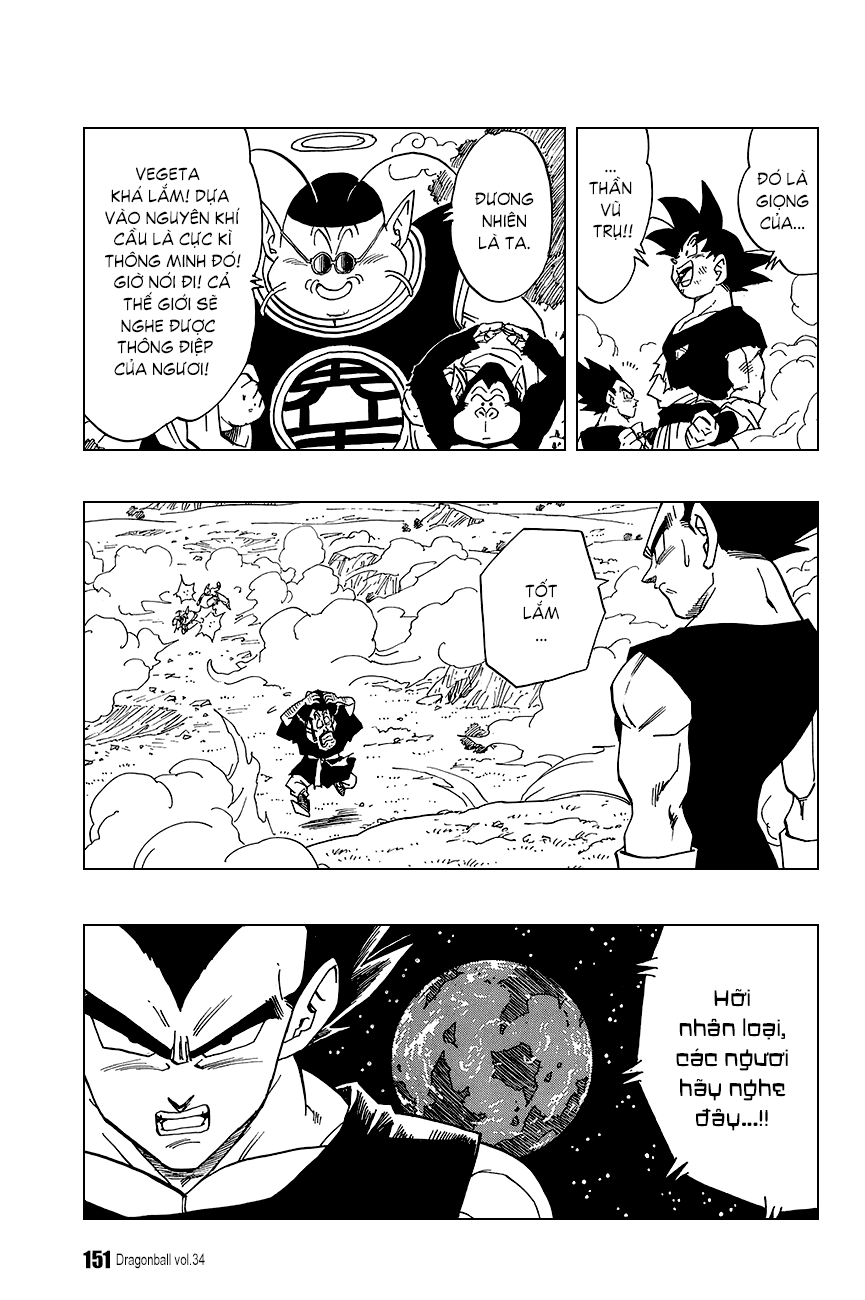 ĐÓ LÀ
GIỌNG
CỦA...
...
THẦN
VŨ
TRỤ!!
ĐƯƠNG
NHIÊN
LÀ TA.
VEGETA
KHÁ LẮM! DỰA
VÀO NGUYÊN KHÍ
CẦU LÀ CỰC KÌ
THÔNG MINH ĐÓ!
GIỜ NÓI ĐI! CẢ
THẾ GIỚI SẼ
NGHE ĐƯỢC
THÔNG ĐIỆP
CỦA NGƯƠI!
TỐT
LẮM
...
Hỡi
nhân loại,
các ngươi
hãy nghe
đây...!!
151 Dragonball vol.34